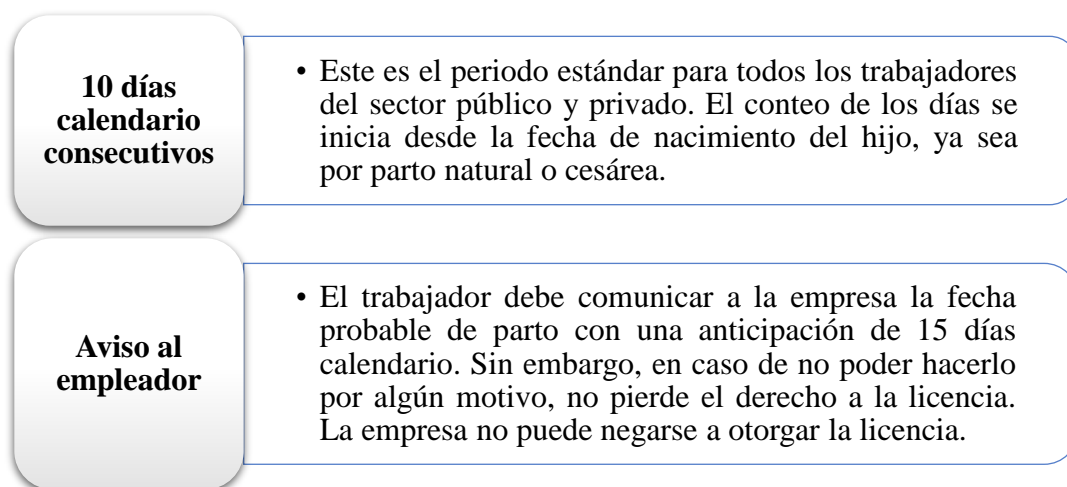 10 días
calendario
consecutivos
• Este es el periodo estándar para todos los trabajadores
del sector público y privado. El conteo de los días se
inicia desde la fecha de nacimiento del hijo, ya sea
por parto natural o cesárea.
Aviso al
empleador
• El trabajador debe comunicar a la empresa la fecha
probable de parto con una anticipación de 15 días
calendario. Sin embargo, en caso de no poder hacerlo
por algún motivo, no pierde el derecho a la licencia.
La empresa no puede negarse a otorgar la licencia.